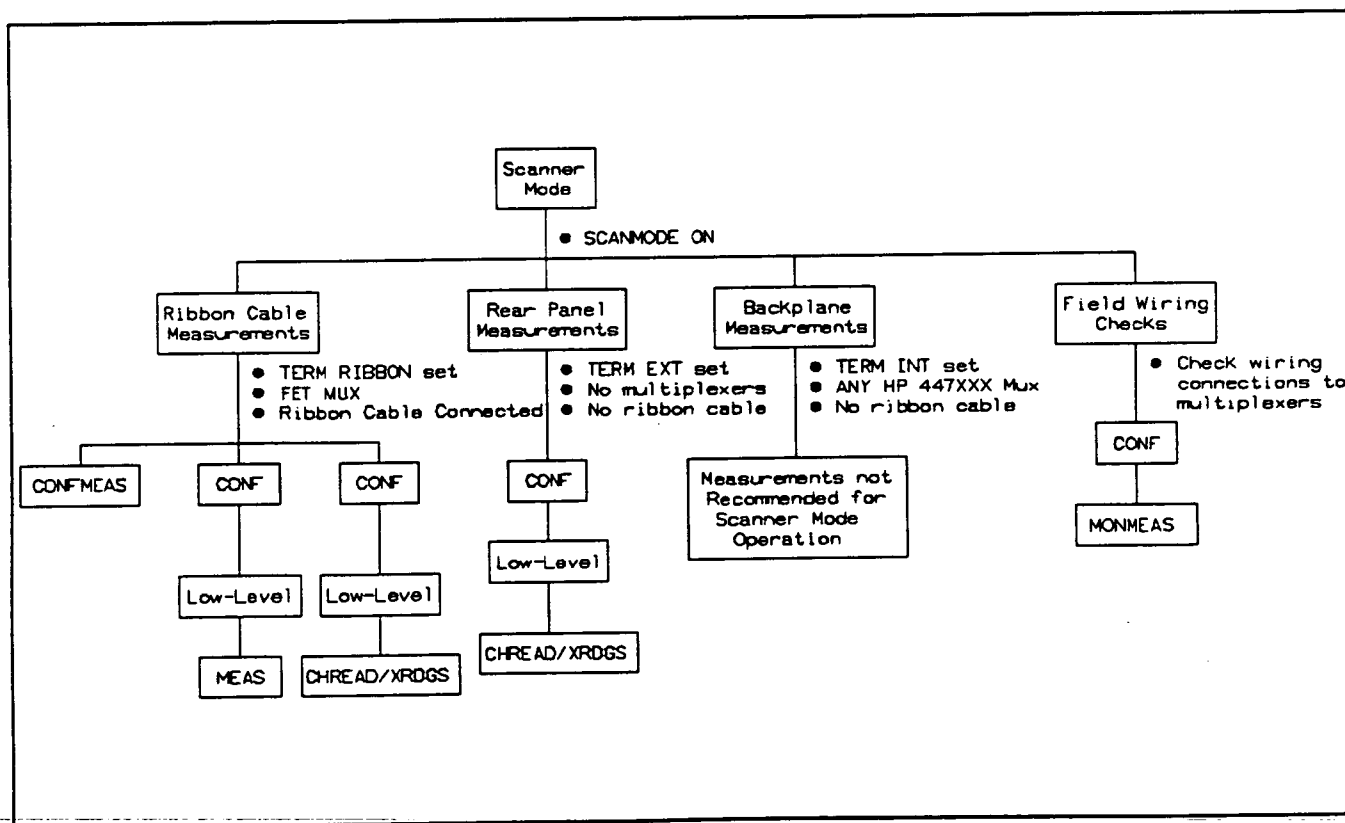 Scanner
Mode
● SCANMODE ON
Ribbon Cable
Measurements
● TERM RIBBON set
● FET MUX
● Ribbon Cable Connected
Rear Panel
Measurements
● TERM EXT set
● No multiplexers
● No ribbon cable
Backplane
Measurements
● TERM INT set
● ANY HP 447XXX Mux
● No ribbon cable
Field Wiring
Checks
● Check wiring
connections to
multiplexers
CONFMEAS
CONF
Low-Level
MEAS
CONF
Low-Level
CHREAD/XRDGS
CONF
Low-Level
CHREAD/XRDGS
Measurements not
Recommended for
Scanner Mode
Operation
CONF
MONMEAS